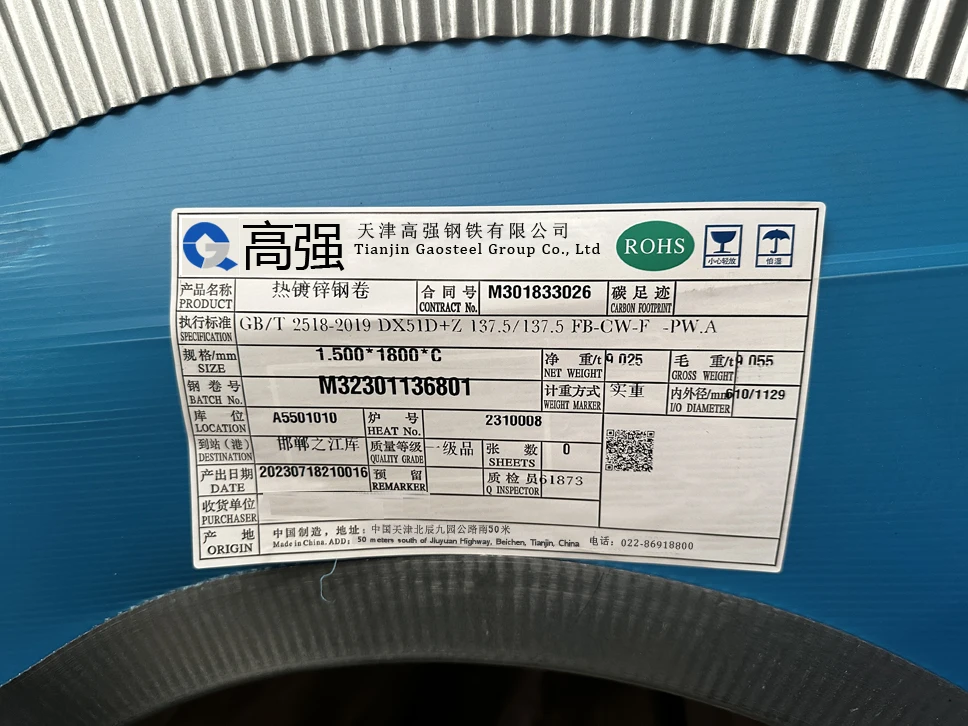 高强 天津高强钢铁有限公司
Tianjin Gaosteel Group Co., Ltd
ROHS
小心轻放 怕湿
产品名称 热镀锌钢卷 合同号 M301833026 碳足迹
PRODUCT CONTRACT No. CARBON FOOTPRINT
执行标准 GB/T 2518-2019 DX51D+Z 137.5/137.5 FB-CW-F -PW.A
SPECIFICATION
规格/mm 1.500*1800*C 净重/t 9.025 毛重/t 9.055
SIZE NET WEIGHT GROSS WEIGHT
钢卷号 M32301136801 计重方式 实重 内外径/mm 610/1129
BATCH No. WEIGHT MARKER I/O DIAMETER
库位 A5501010 炉号 2310008
LOCATION HEAT No.
到站(港) 邯郸之江库 质量等级 一级品 张数 0
DESTINATION QUALITY GRADE SHEETS
产出日期 20230718210016 预留 质检员 61873
DATE REMARKER Q INSPECTOR
收货单位
PURCHASER
产地 中国制造，地址：中国天津北辰九园公路南50米
ORIGIN Made in China. ADD: 50 meters south of Jiuyuan Highway, Beichen, Tianjin, China 电话：022-86918800